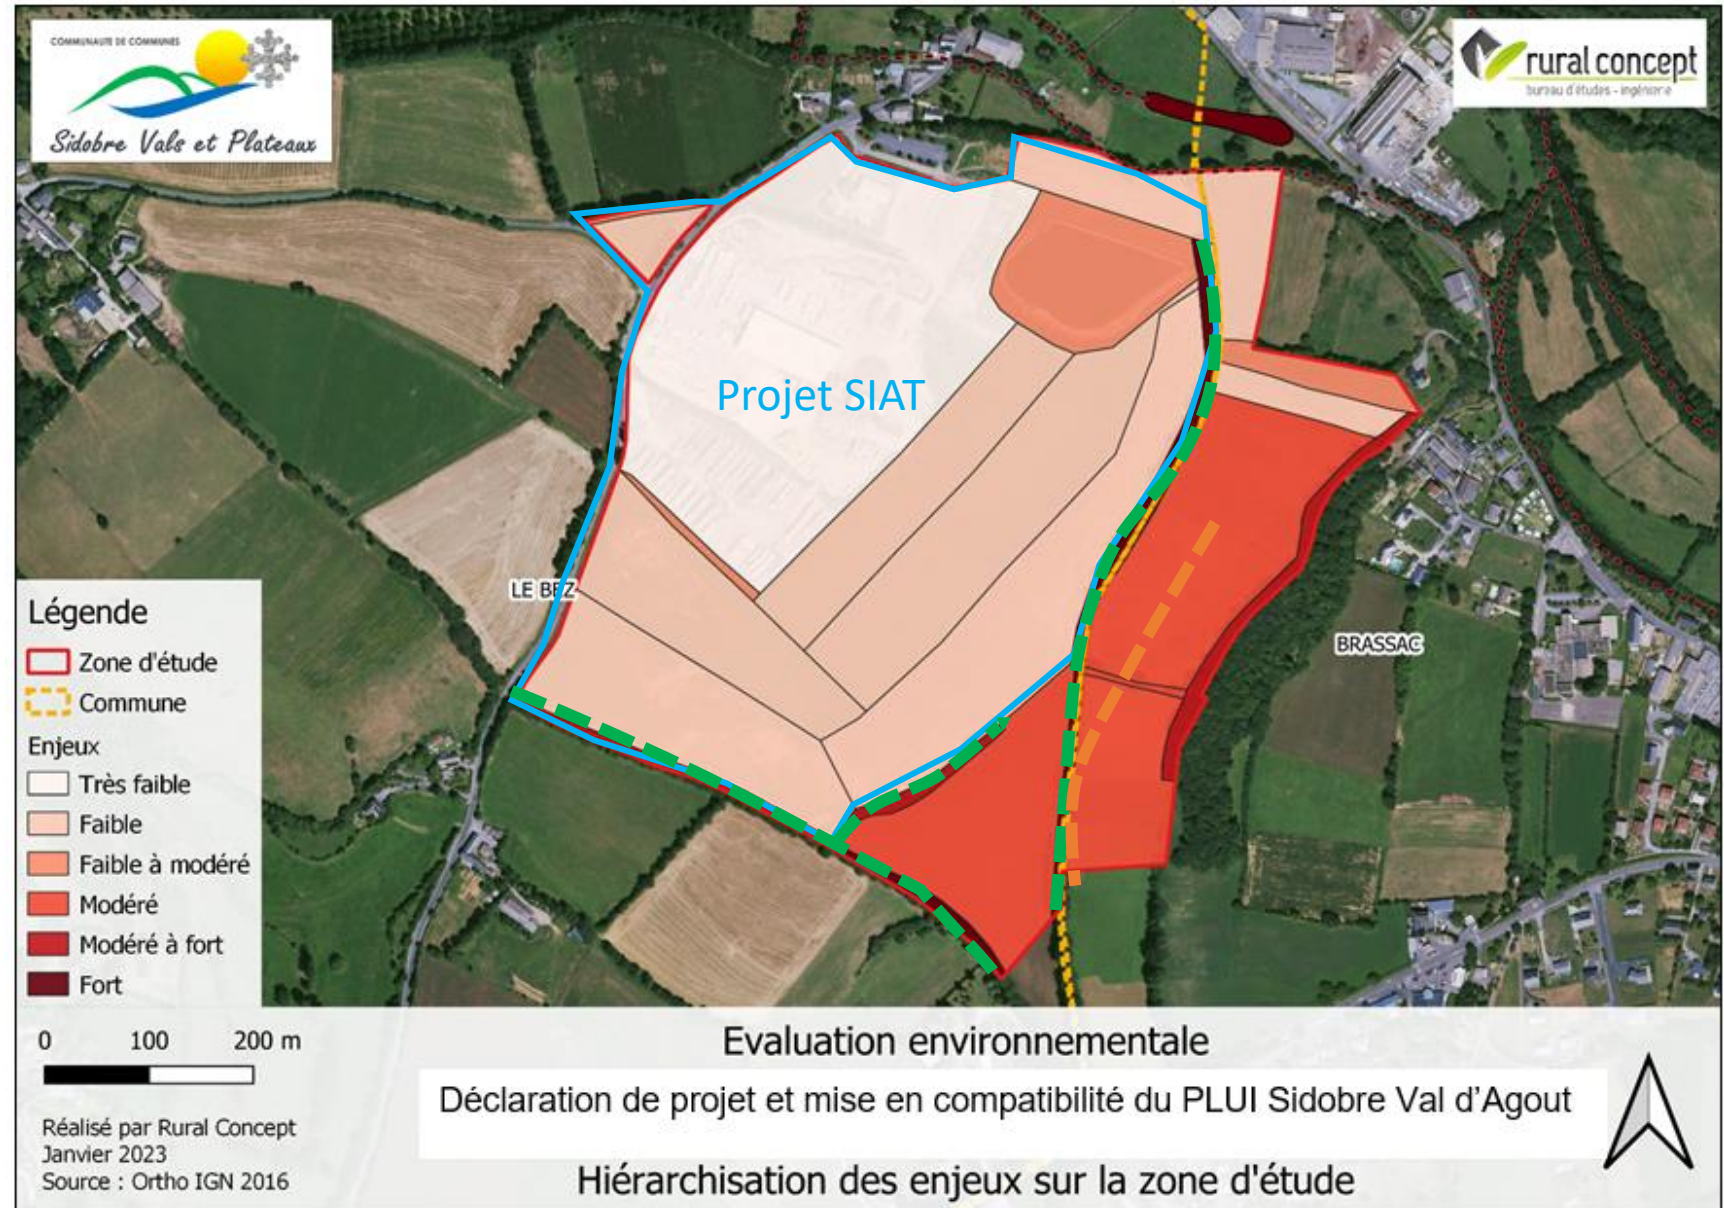 COMMUNAUTE DE COMMUNES
Sidobre Vals et Plateaux
rural concept
bureau d'études - ingénierie
Projet SIAT
LE BEZ
BRASSAC
Légende
Zone d'étude
Commune
Enjeux
Très faible
Faible
Faible à modéré
Modéré
Modéré à fort
Fort
0 100 200 m
Réalisé par Rural Concept
Janvier 2023
Source : Ortho IGN 2016
Evaluation environnementale
Déclaration de projet et mise en compatibilité du PLUI Sidobre Val d'Agout
Hiérarchisation des enjeux sur la zone d'étude